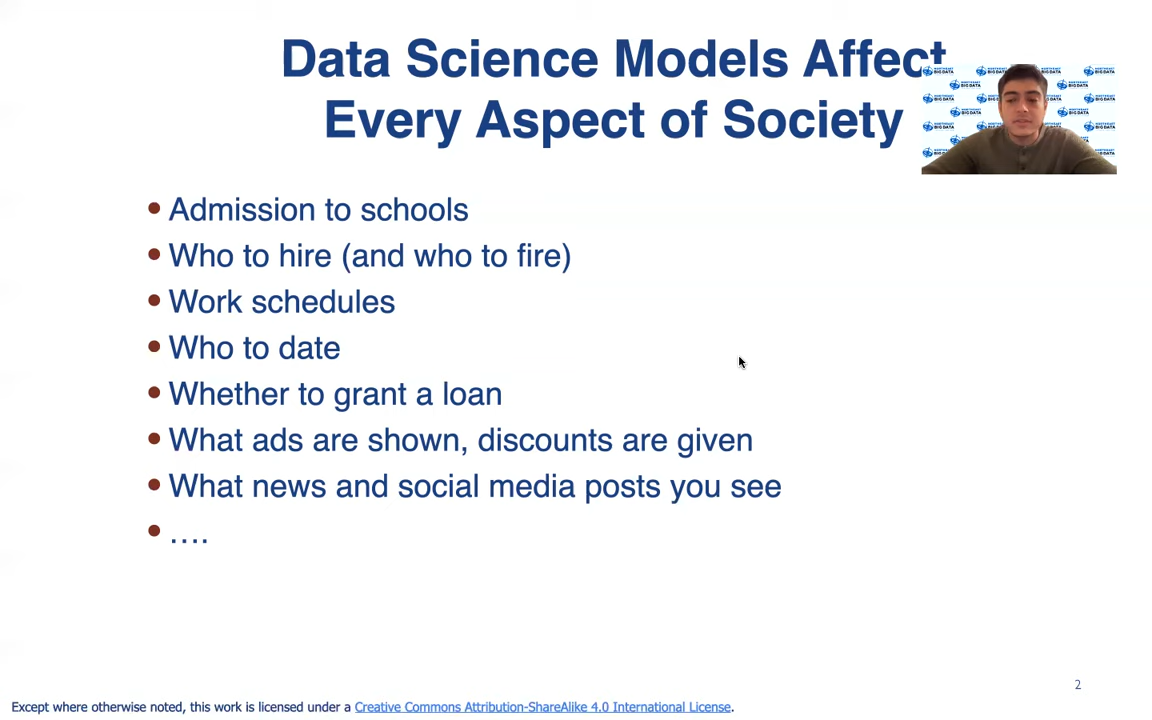 Data Science Models Affect
Every Aspect of Society
NORTHEAST
BIG DATA
• Admission to schools
• Who to hire (and who to fire)
• Work schedules
• Who to date
• Whether to grant a loan
• What ads are shown, discounts are given
• What news and social media posts you see
• ....
2
Except where otherwise noted, this work is licensed under a Creative Commons Attribution-ShareAlike 4.0 International License.